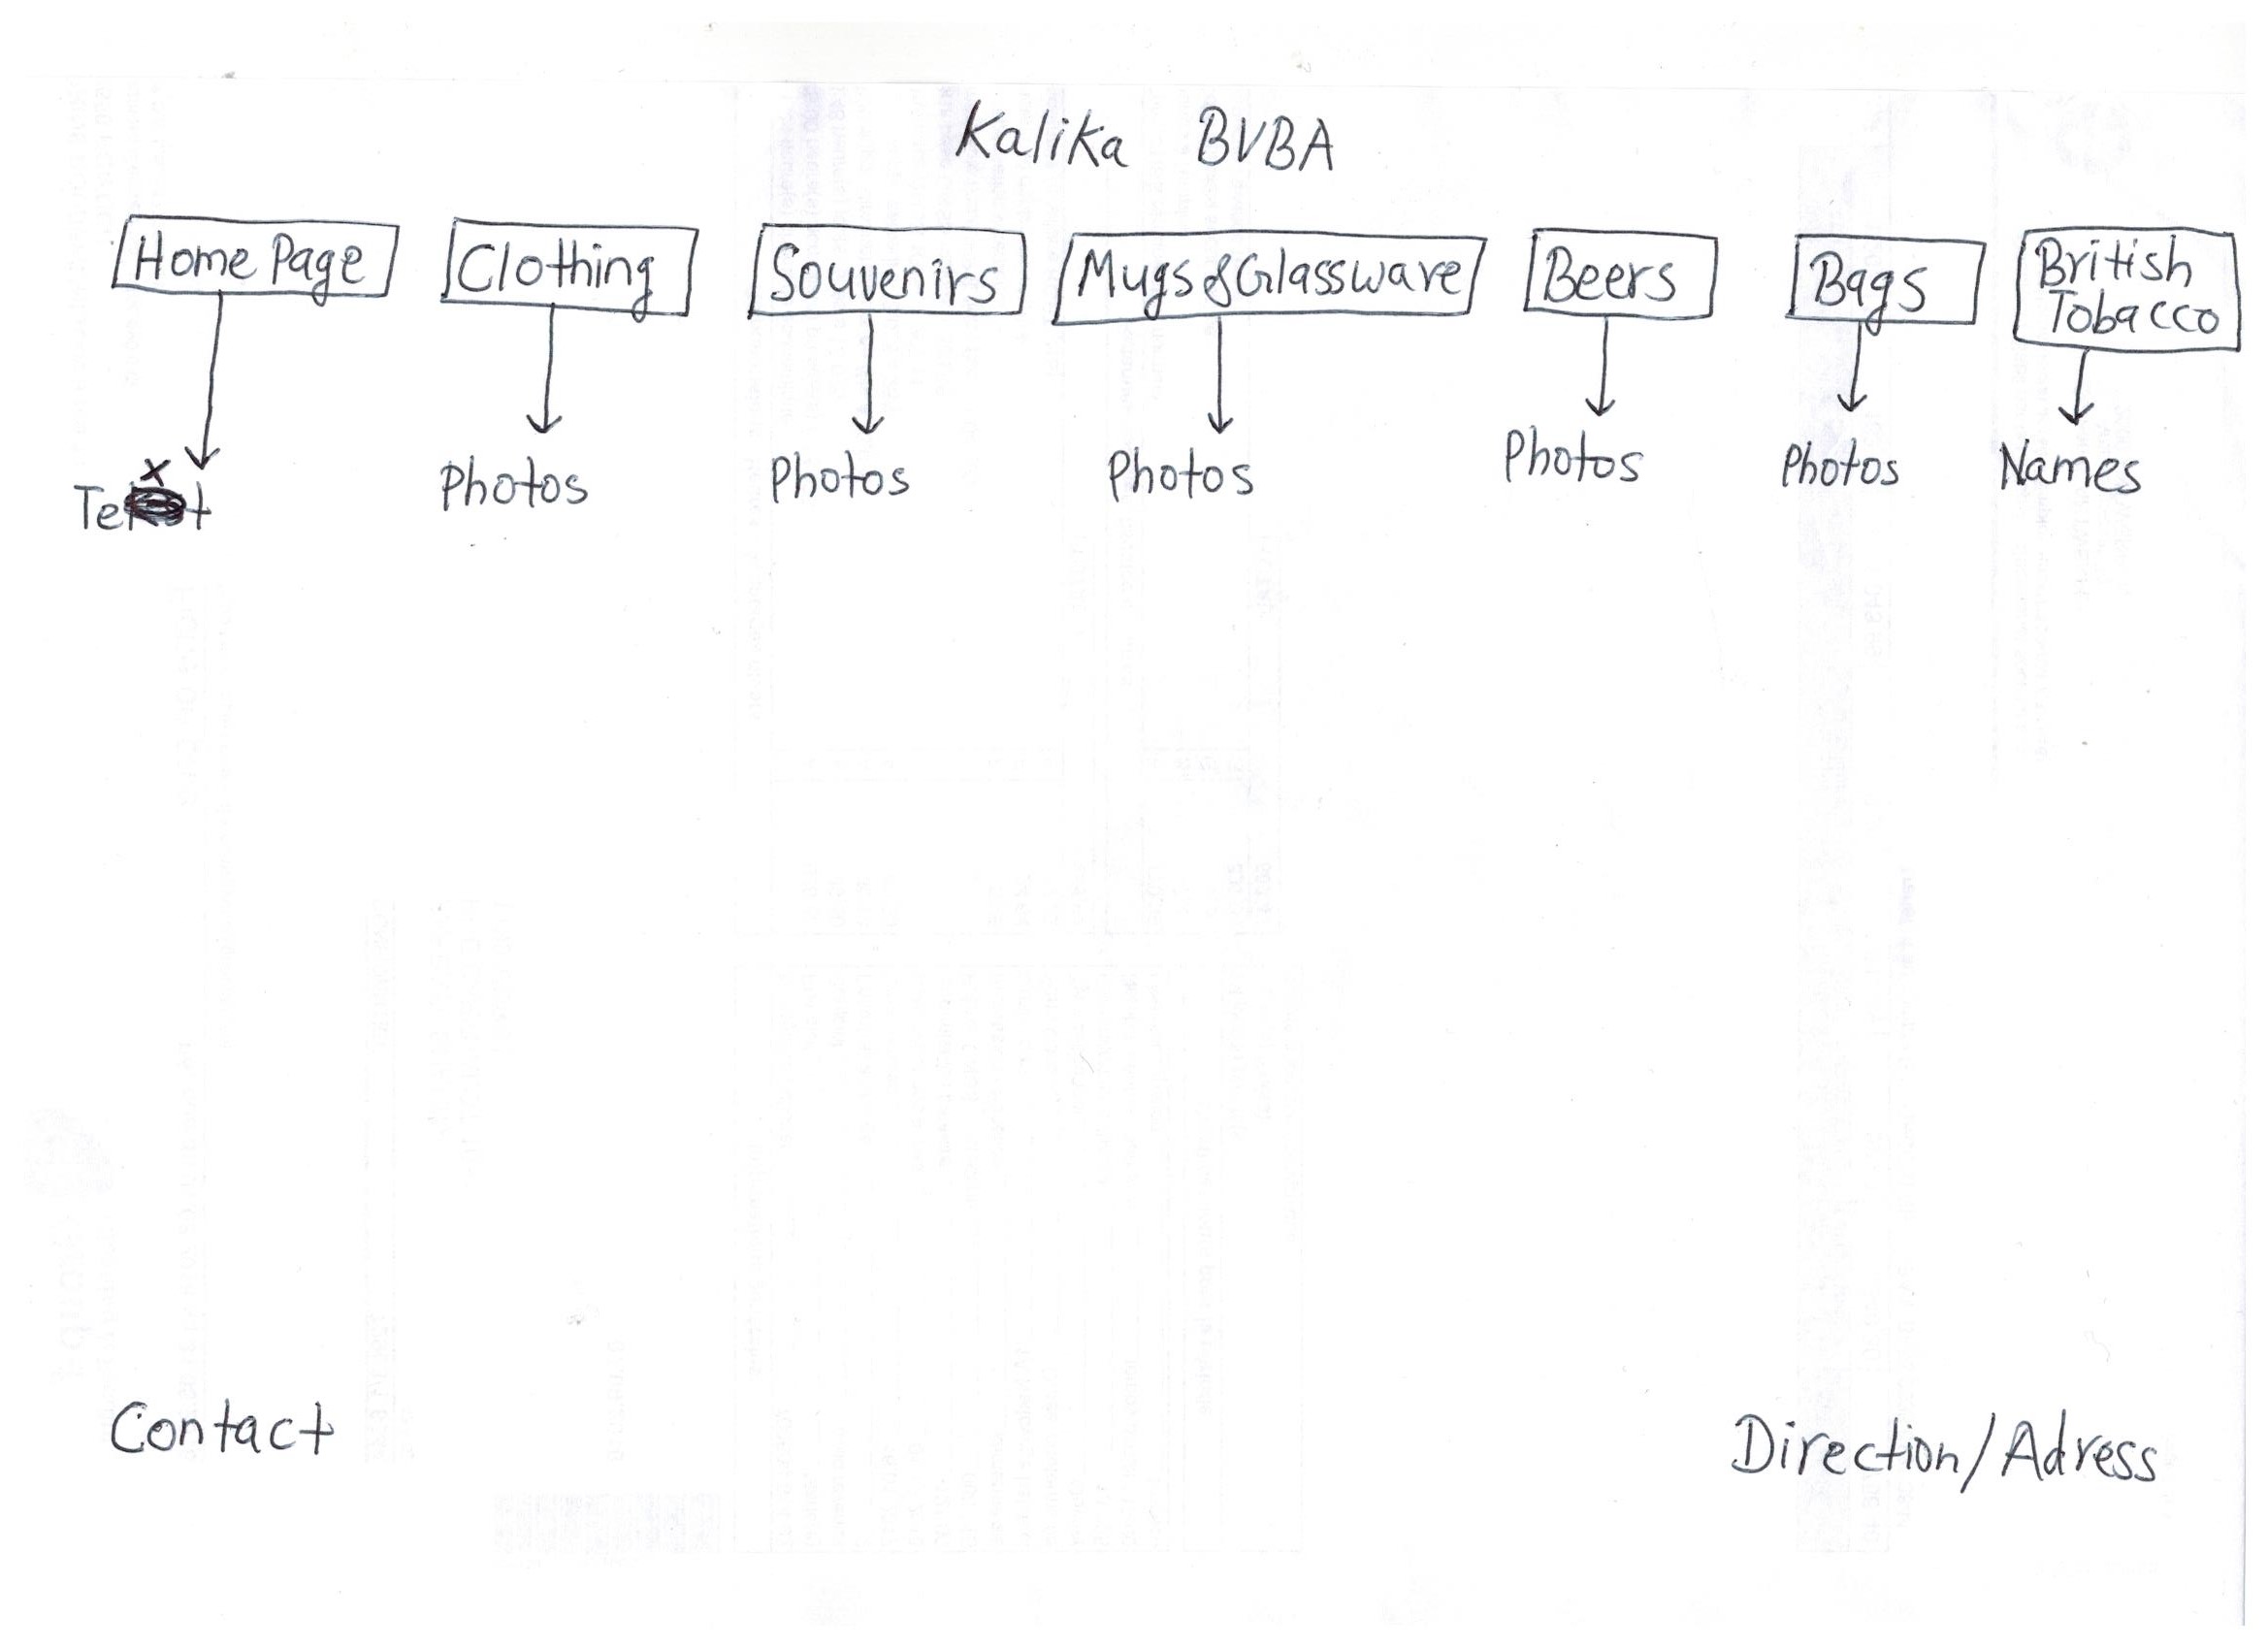 Kalika BVBA
Home Page Clothing Souvenirs Mugs & Glassware Beers Bags British Tobacco
Text Photos Photos Photos Photos Photos Names
Contact Direction/Adress